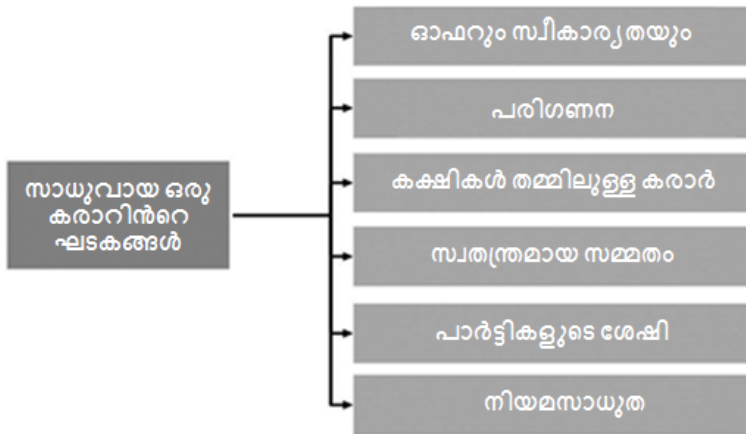 ഓഫറും സ്വീകാര്യതയും
പരിഗണന
കക്ഷികൾ തമ്മിലുള്ള കരാർ
സാധുവായ ഒരു
കരാറിൻറെ
ഘടകങ്ങൾ
സ്വതന്ത്രമായ സമ്മതം
പാർട്ടികളുടെ ശേഷി
നിയമസാധുത